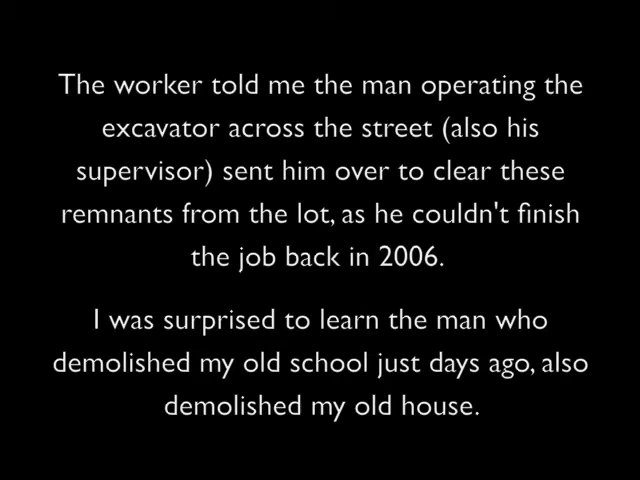 The worker told me the man operating the
excavator across the street (also his
supervisor) sent him over to clear these
remnants from the lot, as he couldn't finish
the job back in 2006.
I was surprised to learn the man who
demolished my old school just days ago, also
demolished my old house.